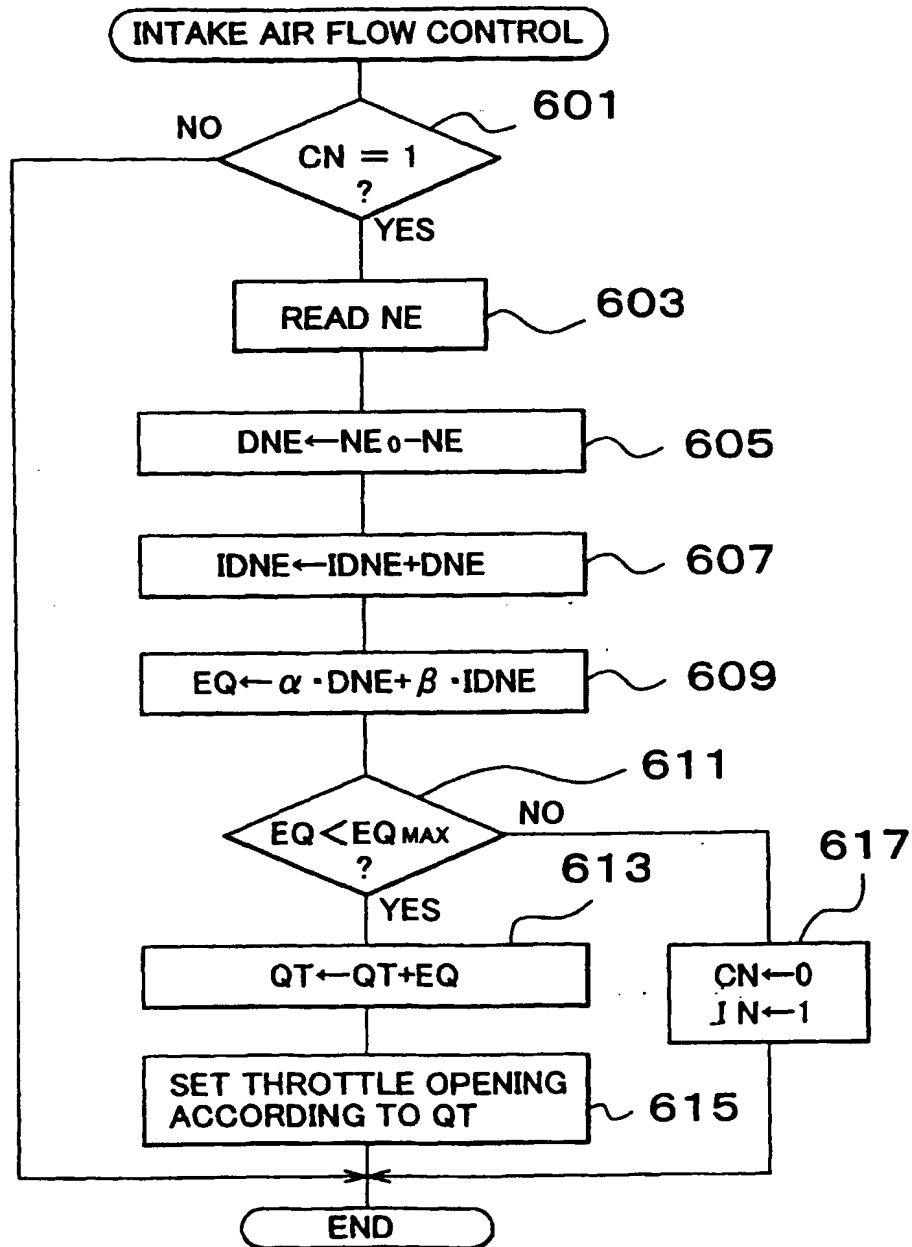 INTAKE AIR FLOW CONTROL
601
NO
CN = 1
?
YES
READ NE
603
DNE←NE₀−NE
605
IDNE←IDNE+DNE
607
EQ←α・DNE+β・IDNE
609
611
EQ<EQMAX
?
NO
YES
613
617
QT←QT+EQ
CN←0
IN←1
SET THROTTLE OPENING
ACCORDING TO QT
615
END